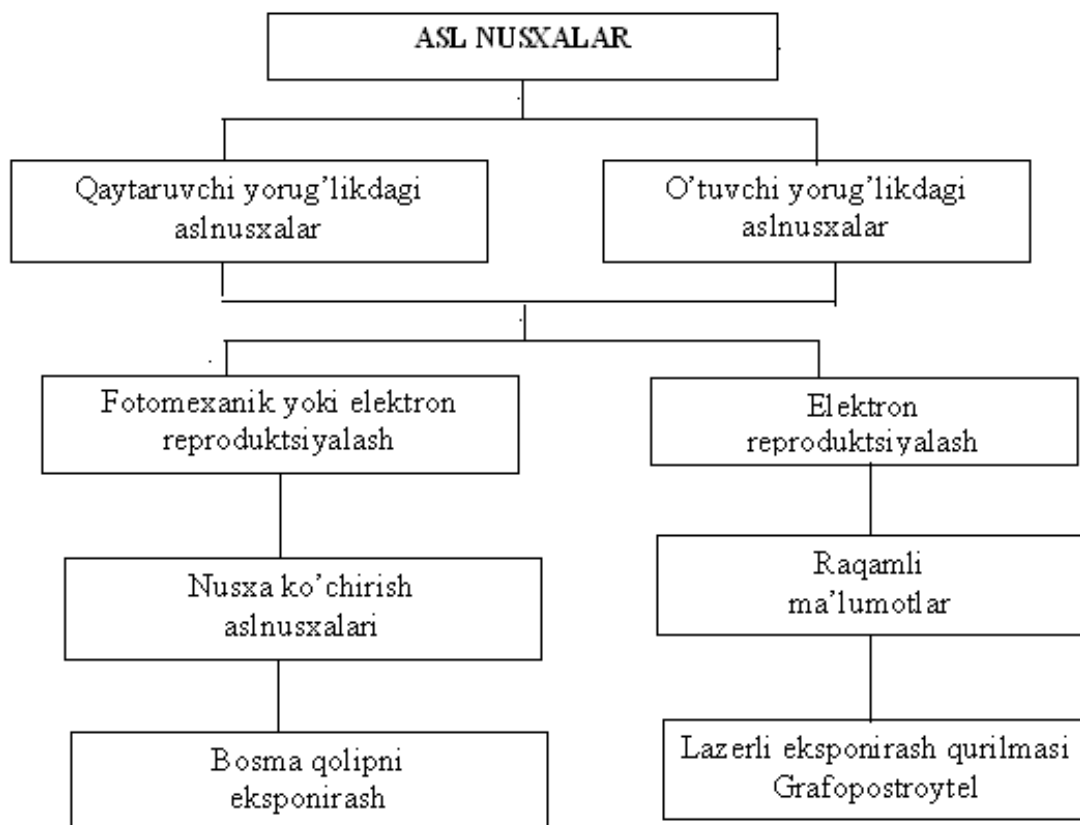 ASL NUSXALAR
Qaytaruvchi yorug’likdagi
aslnusxalar
O’tuvchi yorug’likdagi
aslnusxalar
Fotomexanik yoki elektron
reproduktsiyalash
Elektron
reproduktsiyalash
Nusxa ko’chirish
aslnusxalari
Raqamli
ma’lumotlar
Bosma qolipni
eksponirash
Lazerli eksponirash qurilmasi
Grafopostroytel